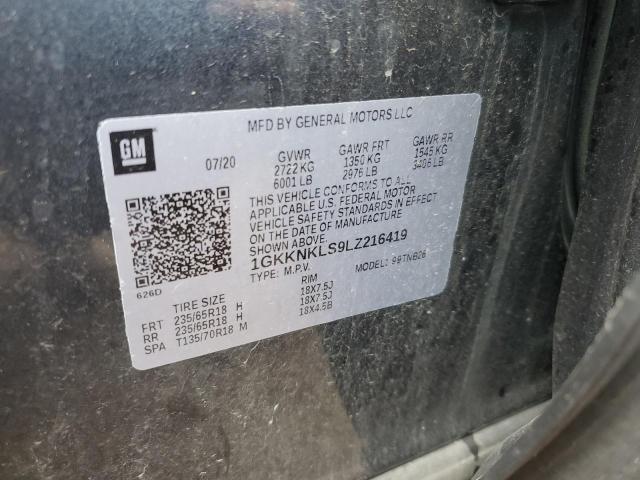 MFD BY GENERAL MOTORS LLC
GM
07/20 GVWR GAWR FRT GAWR RR
2722 KG 1350 KG 1545 KG
6001 LB 2976 LB 3406 LB
THIS VEHICLE CONFORMS TO ALL
APPLICABLE U.S. FEDERAL MOTOR
VEHICLE SAFETY STANDARDS IN EFFECT
ON THE DATE OF MANUFACTURE
SHOWN ABOVE.
1GKKNKLS9LZ216419
TYPE: M.P.V. MODEL: 99TNB26
626D
TIRE SIZE RIM
FRT 235/65R18 H 18X7.5J
RR 235/65R18 H 18X7.5J
SPA T135/70R18 M 18X4.5B